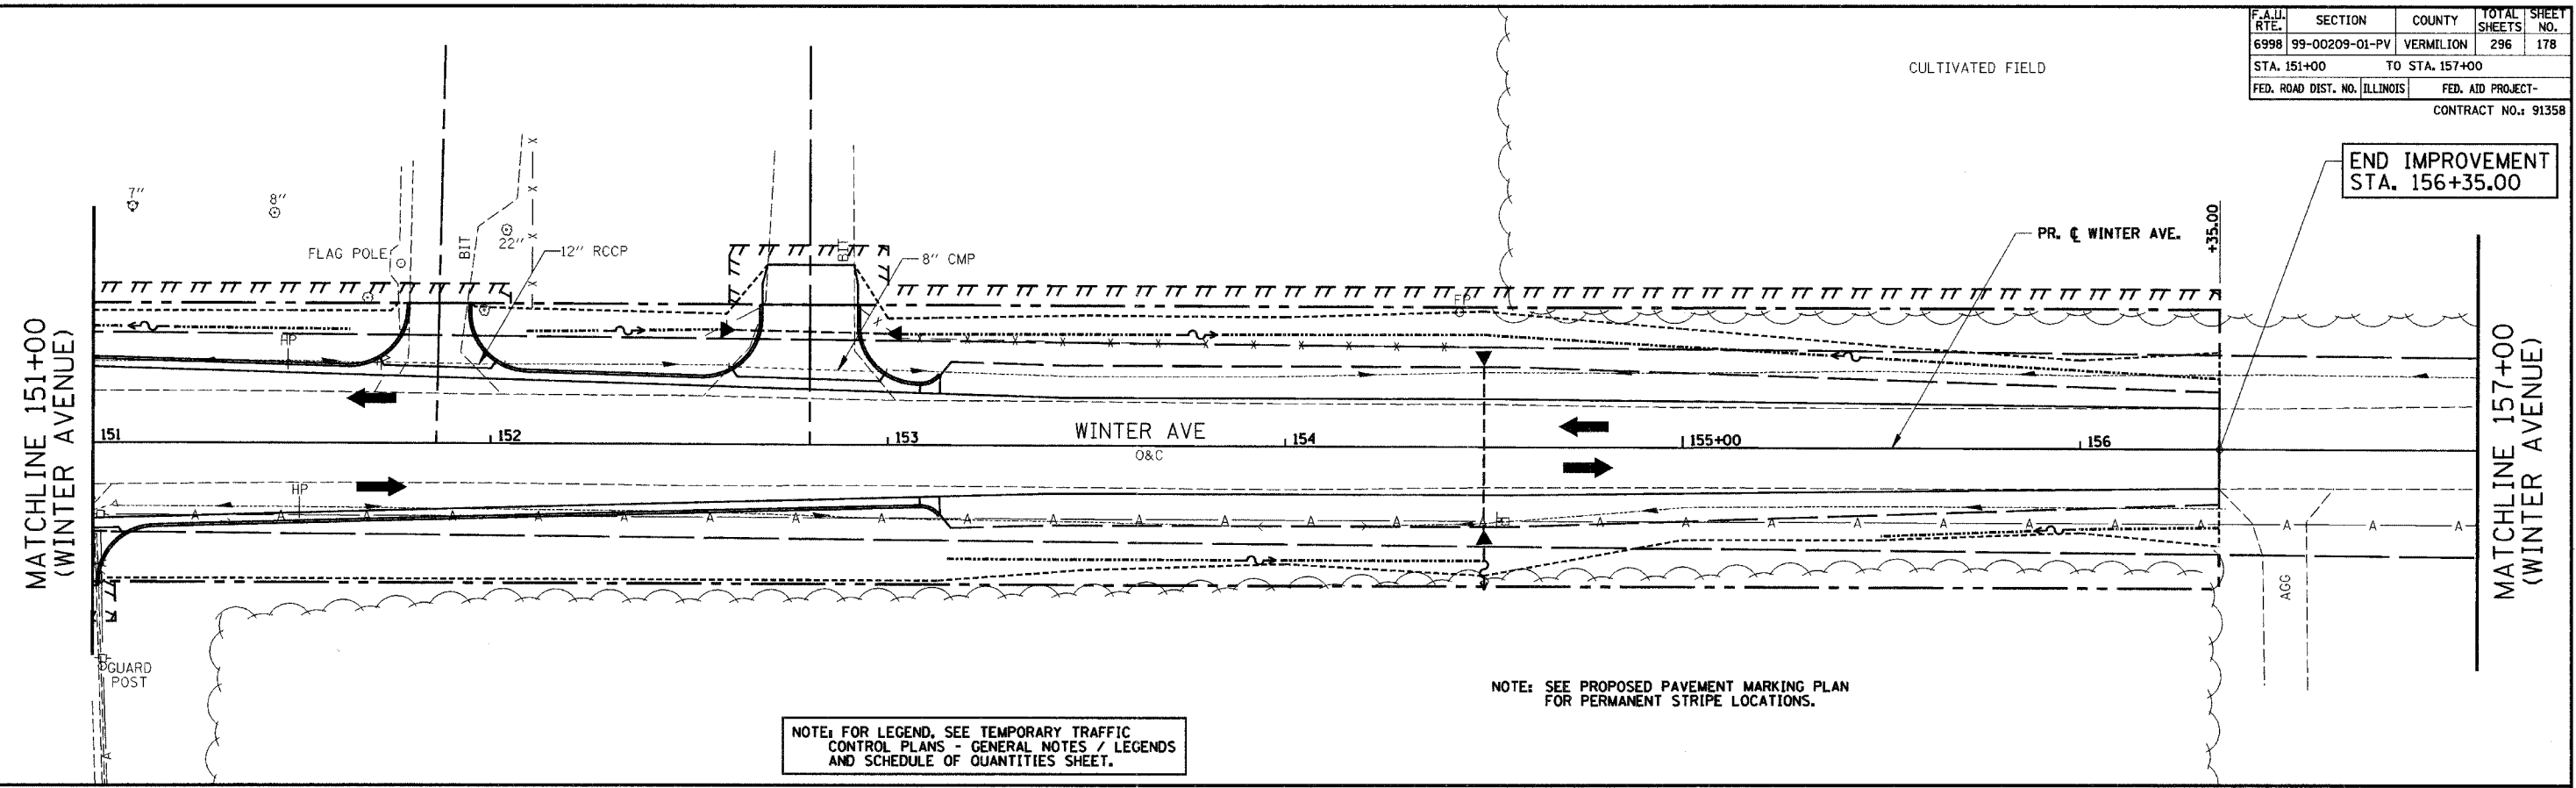 F.A.U. RTE. SECTION COUNTY TOTAL SHEETS SHEET NO.
6998 99-00209-01-PV VERMILION 296 178
STA. 151+00 TO STA. 157+00
FED. ROAD DIST. NO. ILLINOIS FED. AID PROJECT-
CONTRACT NO.: 91358
CULTIVATED FIELD
END IMPROVEMENT
STA. 156+35.00
+35.00
PR. ℄ WINTER AVE.
7"
8"
22"
FLAG POLE
BIT
12" RCCP
BIT
8" CMP
FP
HP
MATCHLINE 151+00
(WINTER AVENUE)
151
152
153
WINTER AVE
O&C
154
155+00
156
HP
MATCHLINE 157+00
(WINTER AVENUE)
AGG
GUARD
POST
NOTE: SEE PROPOSED PAVEMENT MARKING PLAN
FOR PERMANENT STRIPE LOCATIONS.
NOTE: FOR LEGEND, SEE TEMPORARY TRAFFIC
CONTROL PLANS - GENERAL NOTES / LEGENDS
AND SCHEDULE OF QUANTITIES SHEET.